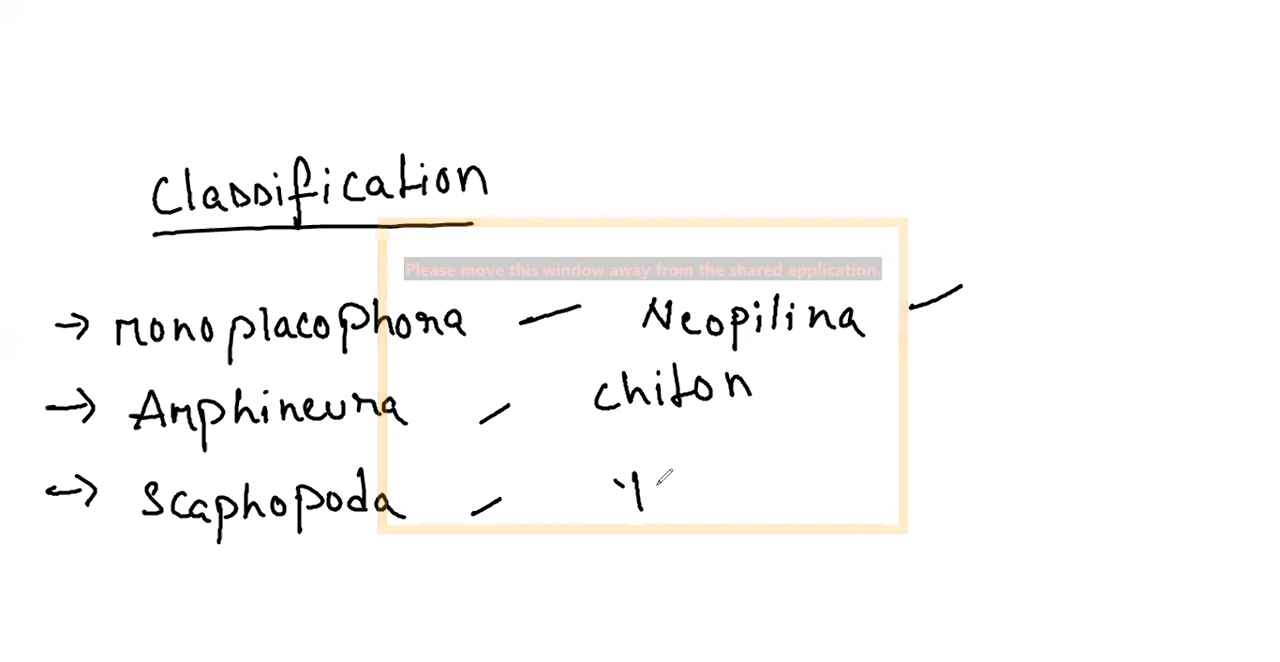 Classification
Please move this window away from the shared application.
→ Monoplacophora — Neopilina —
→ Amphineura — Chiton
→ Scaphopoda —